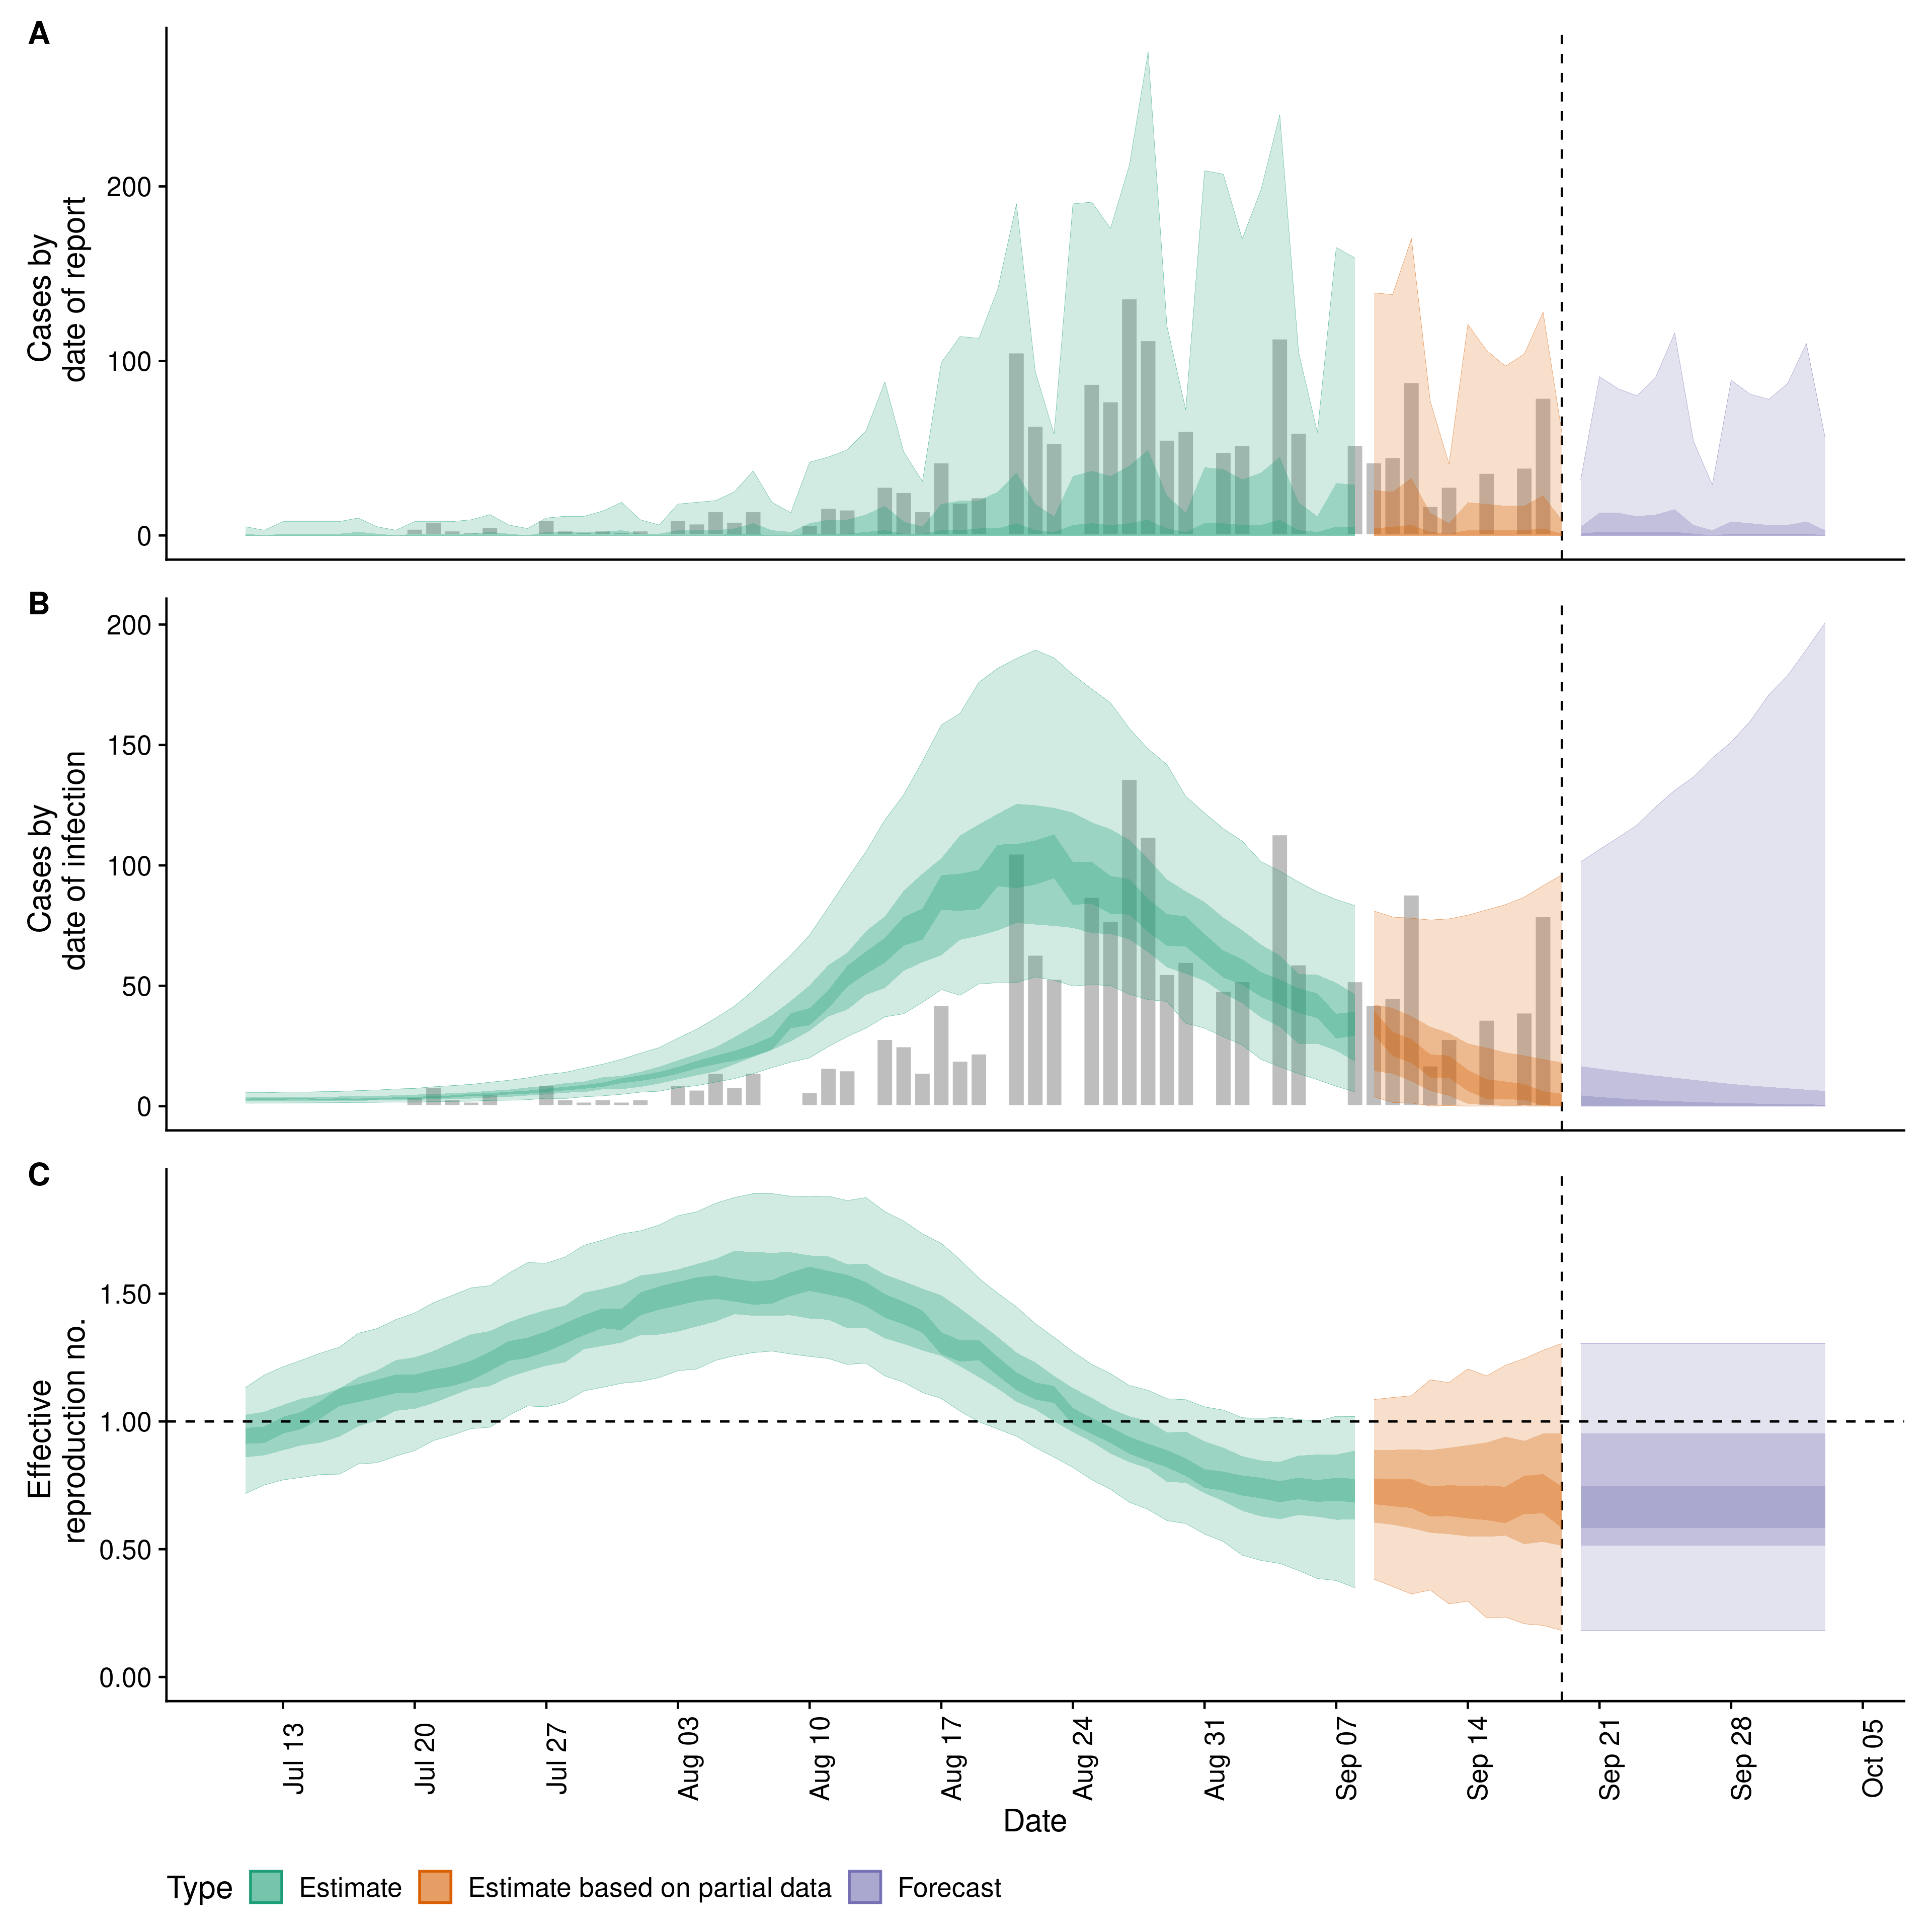 A
Cases by
date of report
200
100
0
B
Cases by
date of infection
200
150
100
50
0
C
Effective
reproduction no.
1.50
1.00
0.50
0.00
Jul 13
Jul 20
Jul 27
Aug 03
Aug 10
Aug 17
Aug 24
Aug 31
Sep 07
Sep 14
Sep 21
Sep 28
Oct 05
Date
Type Estimate Estimate based on partial data Forecast